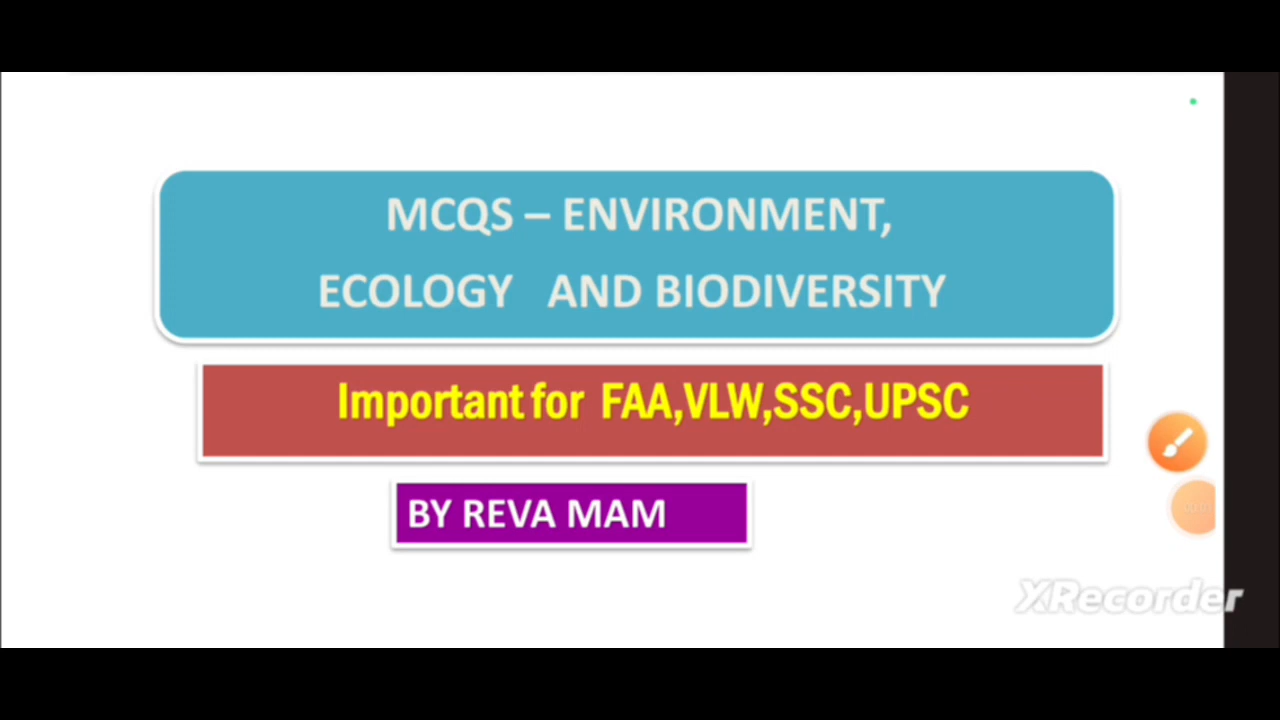 MCQS – ENVIRONMENT,
ECOLOGY AND BIODIVERSITY
Important for FAA,VLW,SSC,UPSC
BY REVA MAM
XRecorder